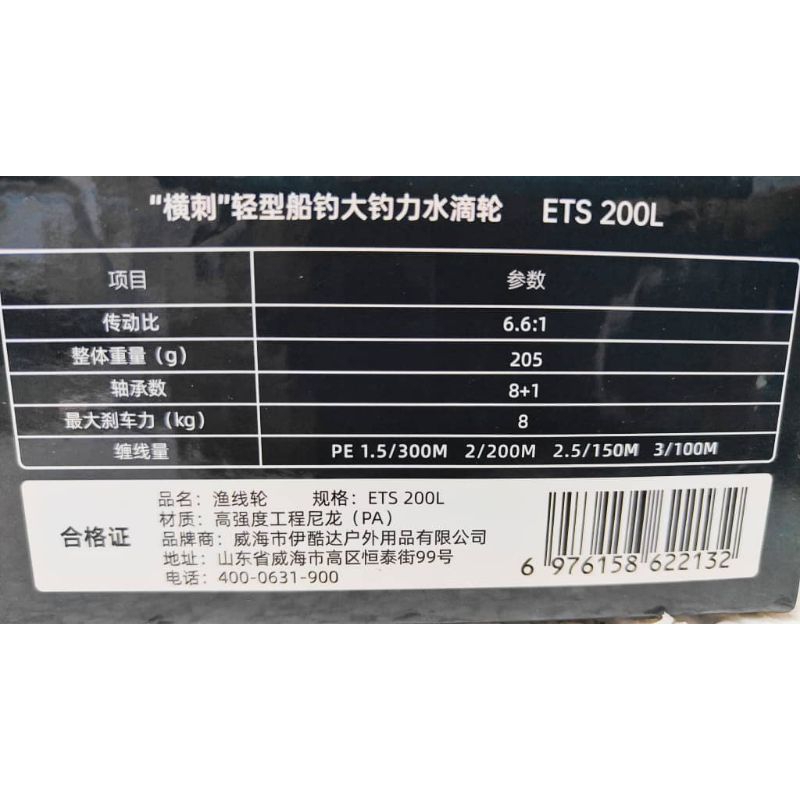 “横刺”轻型船钓大钓力水滴轮 ETS 200L
项目 参数
传动比 6.6:1
整体重量(g) 205
轴承数 8+1
最大刹车力(kg) 8
缠线量 PE 1.5/300M 2/200M 2.5/150M 3/100M
合格证
品名：渔线轮 规格：ETS 200L
材质：高强度工程尼龙（PA）
品牌商：威海市伊酷达户外用品有限公司
地址：山东省威海市高区恒泰街99号
电话：400-0631-900
6 976158 622132